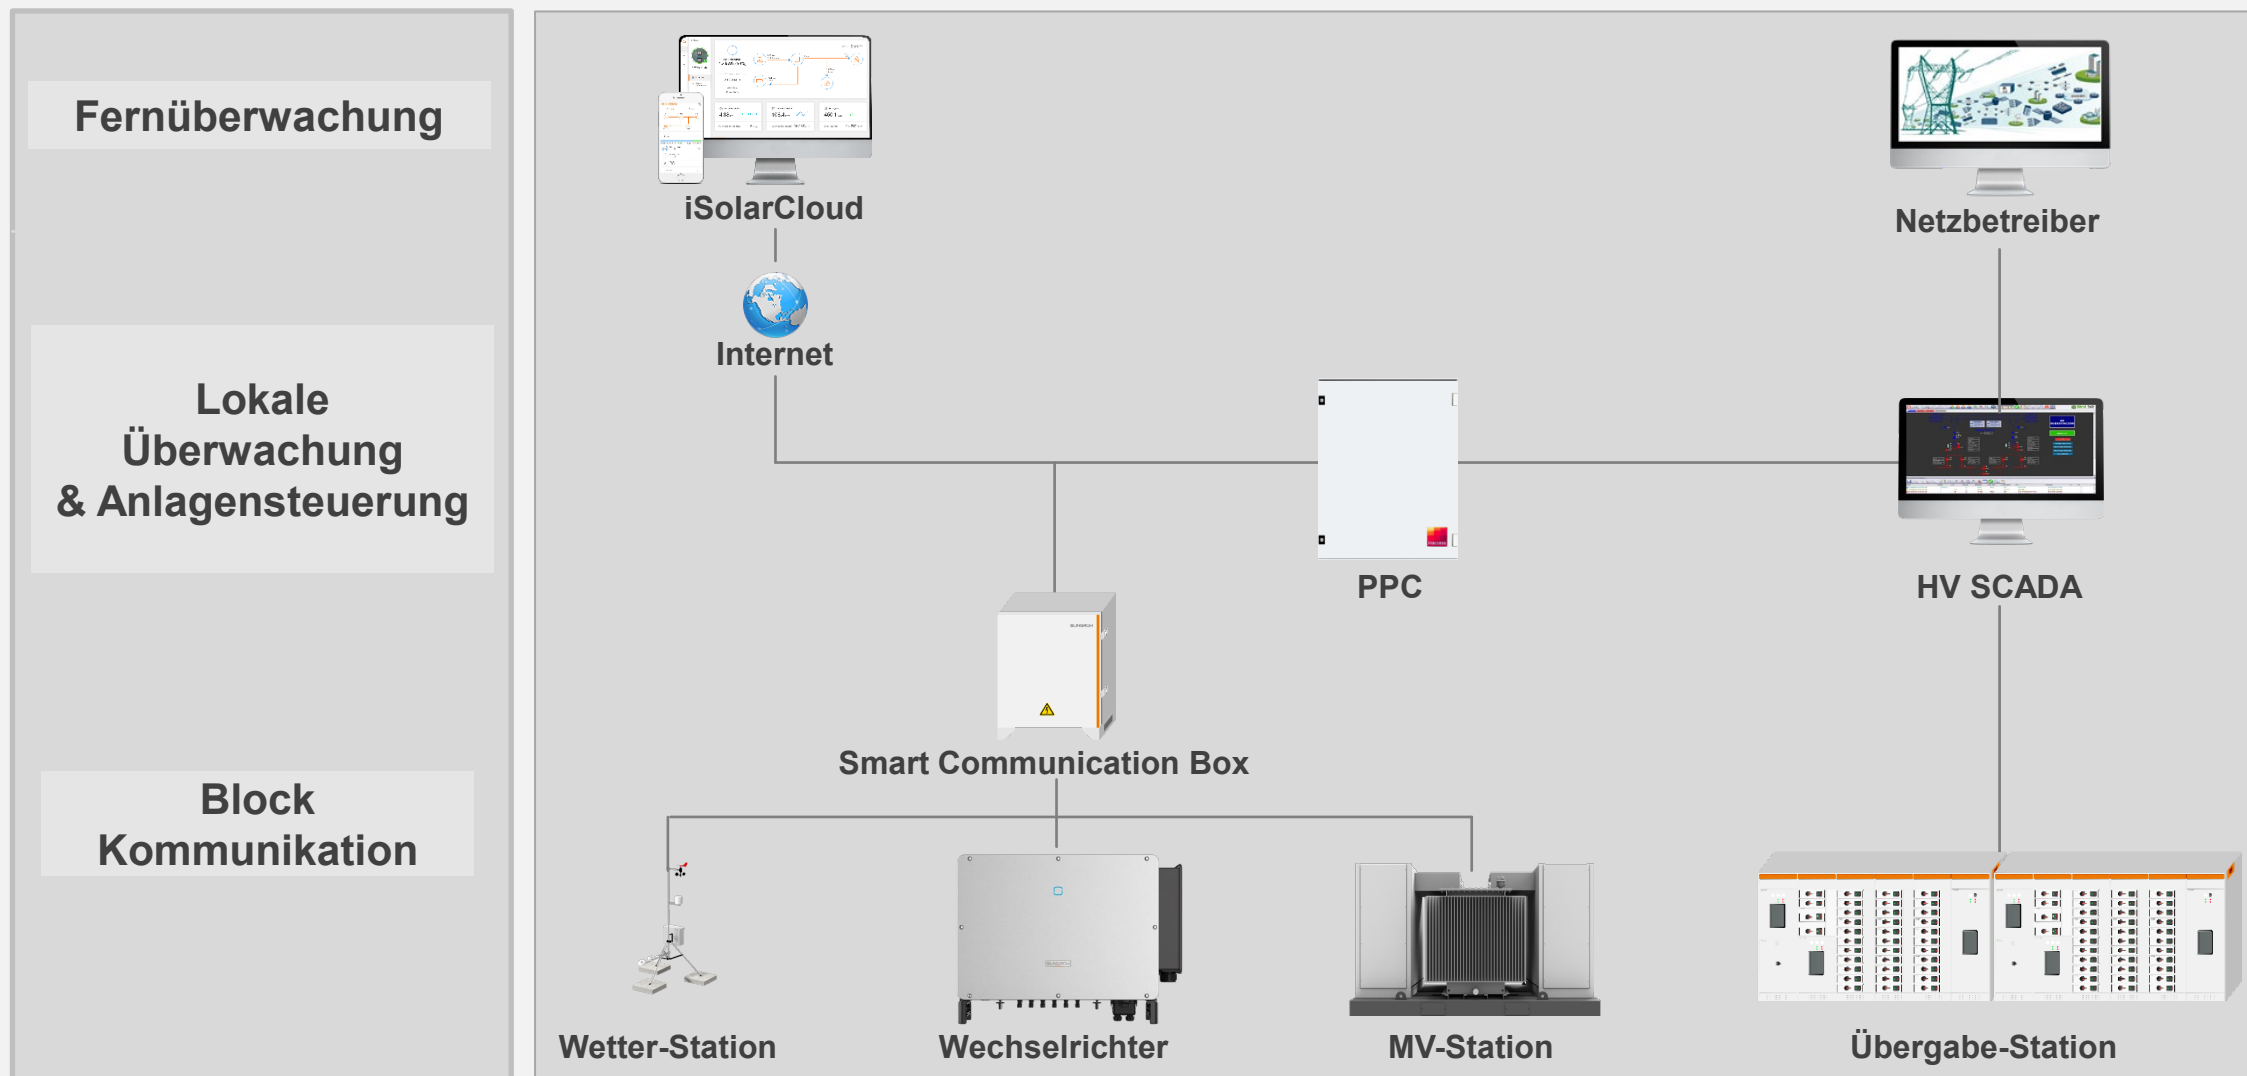 Fernüberwachung
Lokale
Überwachung
& Anlagensteuerung
Block
Kommunikation
iSolarCloud
Netzbetreiber
Internet
PPC
HV SCADA
SUNGROW
Smart Communication Box
Wetter-Station
Wechselrichter
MV-Station
Übergabe-Station